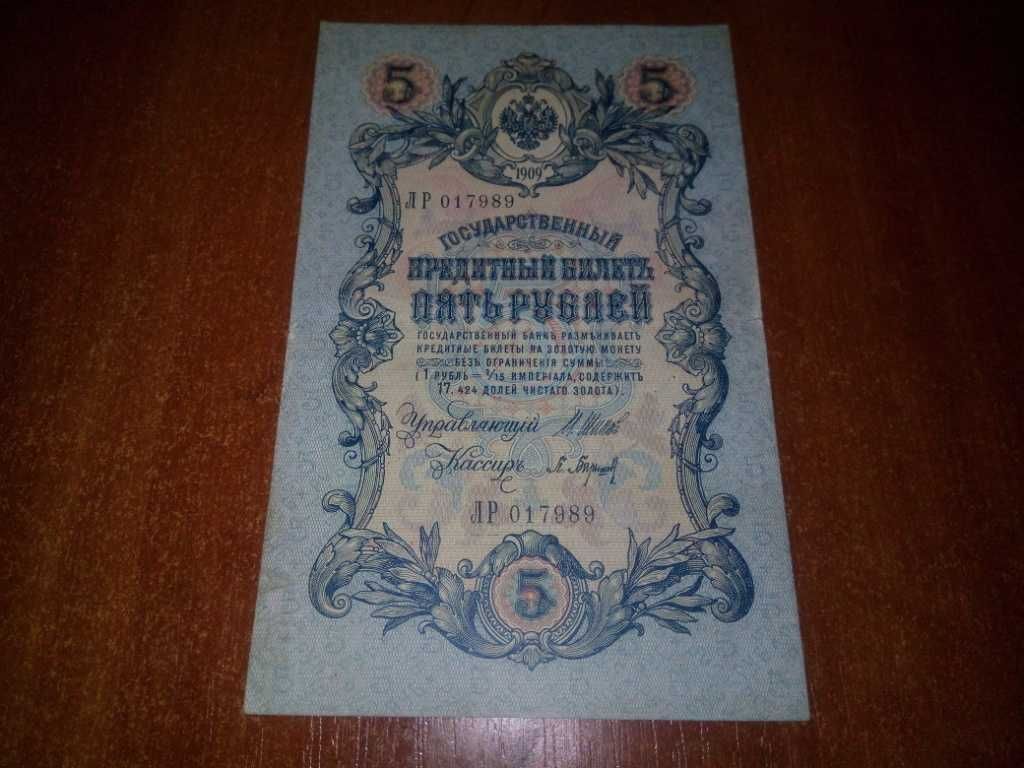 5 5
1909
ЛР 017989
ГОСУДАРСТВЕННЫЙ
КРЕДИТНЫЙ БИЛЕТЪ
ПЯТЬ РУБЛЕЙ
ГОСУДАРСТВЕННЫЙ БАНКЪ РАЗМѢНИВАЕТЪ
КРЕДИТНЫЕ БИЛЕТЫ НА ЗОЛОТУЮ МОНЕТУ
БЕЗЪ ОГРАНИЧЕНІЯ СУММЫ
(1 РУБЛЬ = 1/15 ИМПЕРІАЛА, СОДЕРЖИТЪ
17,424 ДОЛЕЙ ЧИСТАГО ЗОЛОТА).
Управляющій
Кассиръ
ЛР 017989
5